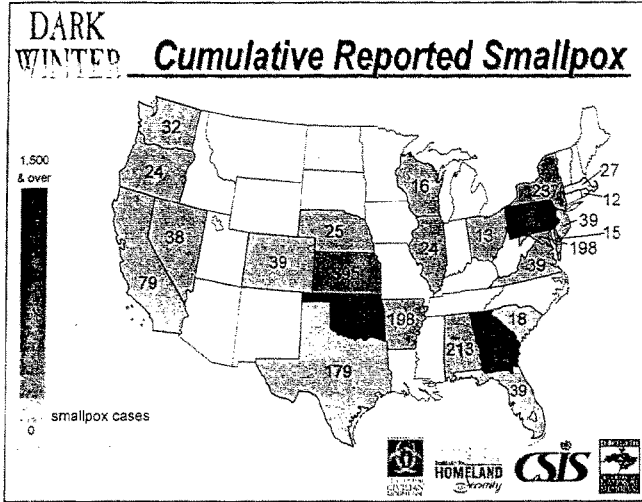 DARK
WINTER
Cumulative Reported Smallpox
1,500
& over
smallpox cases
0
32
24
79
38
39
25
179
198
16
24
13
213
18
39
39
237
27
12
39
15
198
HOMELAND
Security
CSIS